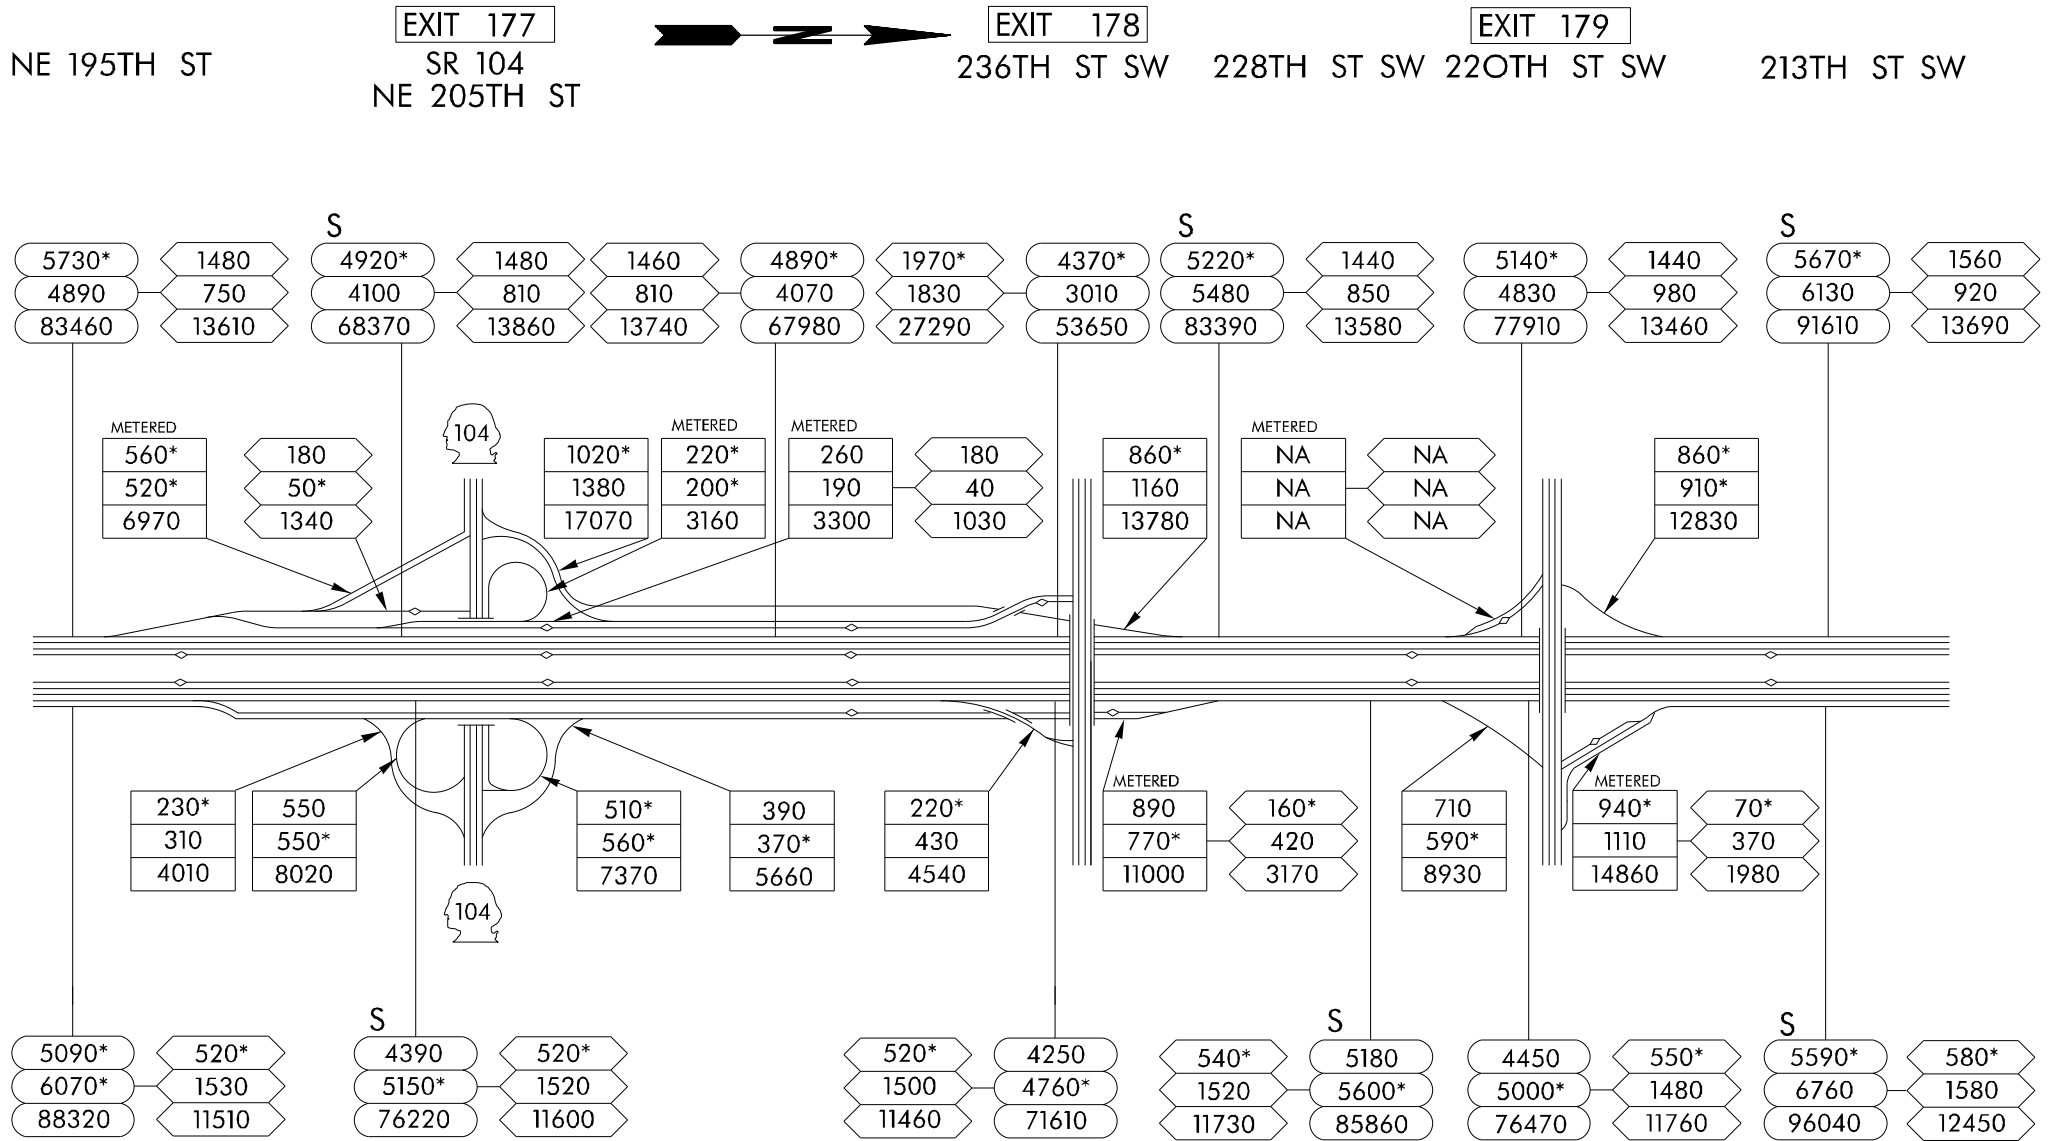 EXIT 177
EXIT 178
EXIT 179
NE 195TH ST
SR 104
NE 205TH ST
N
236TH ST SW
228TH ST SW
220TH ST SW
213TH ST SW
S
S
S
5730* 1480 4920* 1480 1460 4890* 1970* 4370* 5220* 1440 5140* 1440 5670* 1560
4890 750 4100 810 810 4070 1830 3010 5480 850 4830 980 6130 920
83460 13610 68370 13860 13740 67980 27290 53650 83390 13580 77910 13460 91610 13690
METERED METERED METERED METERED
560* 180 104 1020* 220* 260 180 860* NA NA 860*
520* 50* 1380 200* 190 40 1160 NA NA 910*
6970 1340 17070 3160 3300 1030 13780 NA NA 12830
METERED METERED
230* 550 510* 390 220* 890 160* 710 940* 70*
310 550* 560* 370* 430 770* 420 590* 1110 370
4010 8020 7370 5660 4540 11000 3170 8930 14860 1980
104
S
S
S
5090* 520* 4390 520* 520* 4250 540* 5180 4450 550* 5590* 580*
6070* 1530 5150* 1520 1500 4760* 1520 5600* 5000* 1480 6760 1580
88320 11510 76220 11600 11460 71610 11730 85860 76470 11760 96040 12450